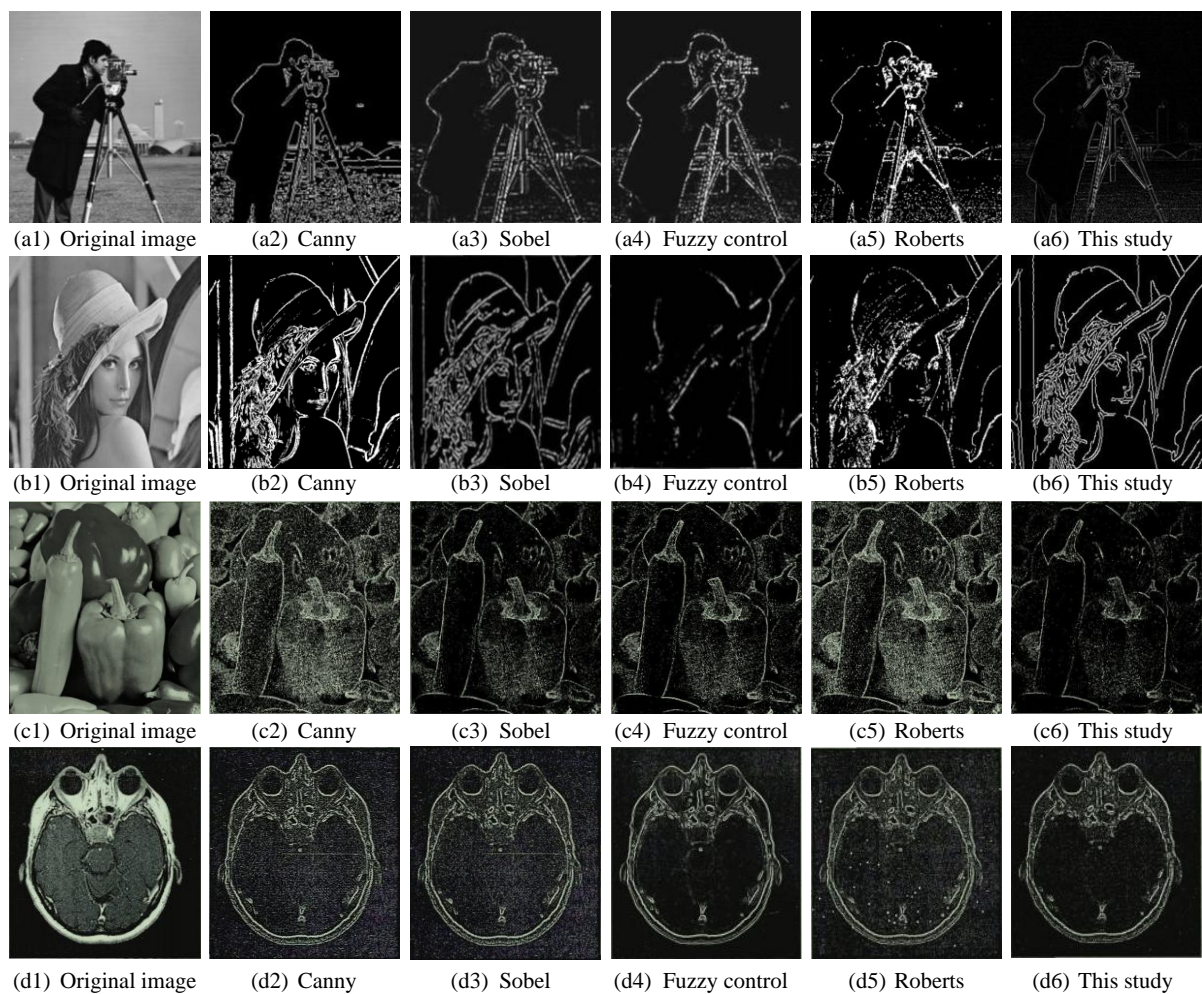 (a1) Original image (a2) Canny (a3) Sobel (a4) Fuzzy control (a5) Roberts (a6) This study
(b1) Original image (b2) Canny (b3) Sobel (b4) Fuzzy control (b5) Roberts (b6) This study
(c1) Original image (c2) Canny (c3) Sobel (c4) Fuzzy control (c5) Roberts (c6) This study
(d1) Original image (d2) Canny (d3) Sobel (d4) Fuzzy control (d5) Roberts (d6) This study